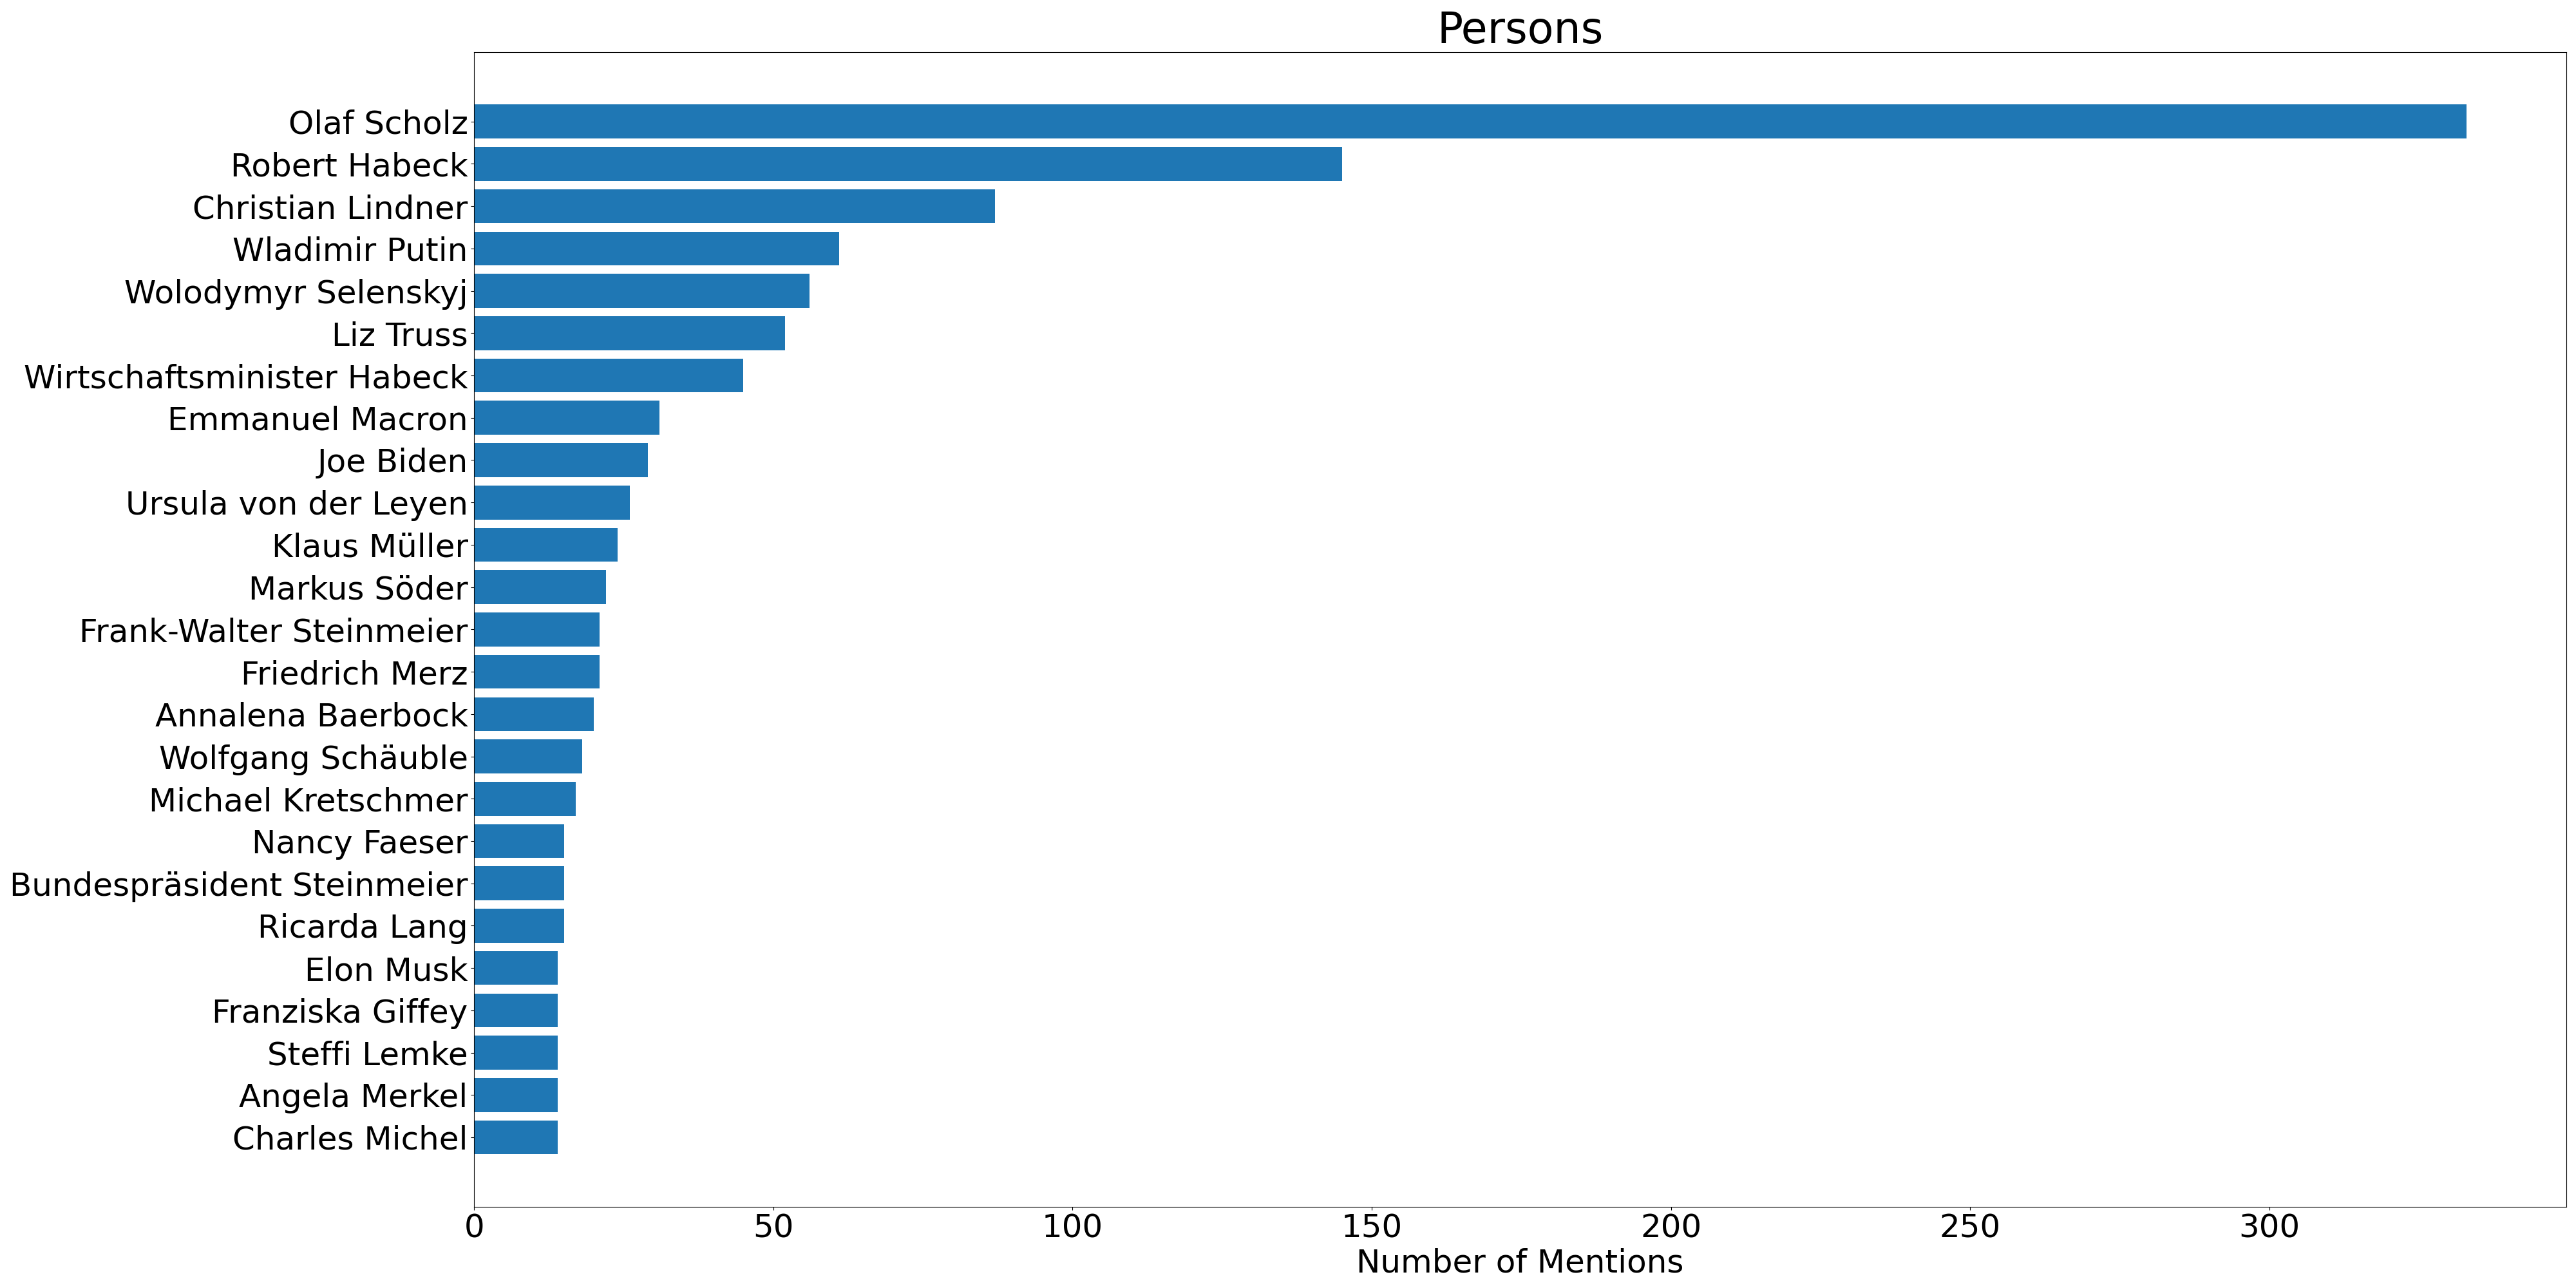 Persons
Olaf Scholz
Robert Habeck
Christian Lindner
Wladimir Putin
Wolodymyr Selenskyj
Liz Truss
Wirtschaftsminister Habeck
Emmanuel Macron
Joe Biden
Ursula von der Leyen
Klaus Müller
Markus Söder
Frank-Walter Steinmeier
Friedrich Merz
Annalena Baerbock
Wolfgang Schäuble
Michael Kretschmer
Nancy Faeser
Bundespräsident Steinmeier
Ricarda Lang
Elon Musk
Franziska Giffey
Steffi Lemke
Angela Merkel
Charles Michel
0 50 100 150 200 250 300
Number of Mentions